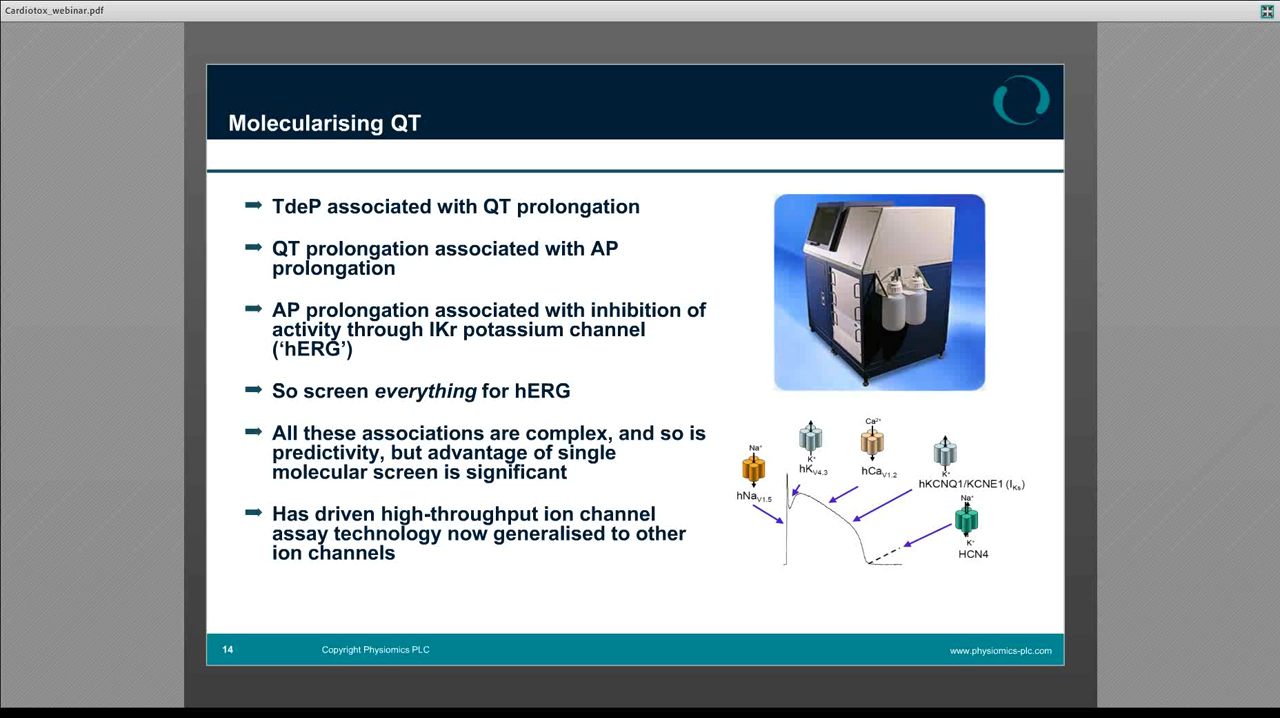 Cardiotox_webinar.pdf
Molecularising QT
TdeP associated with QT prolongation
QT prolongation associated with AP
prolongation
AP prolongation associated with inhibition of
activity through IKr potassium channel
(‘hERG’)
So screen everything for hERG
All these associations are complex, and so is
predictivity, but advantage of single
molecular screen is significant
Has driven high-throughput ion channel
assay technology now generalised to other
ion channels
Na+
hNaV1.5
K+
hKV4.3
Ca2+
hCaV1.2
K+
hKCNQ1/KCNE1 (IKs)
Na+
K+
HCN4
14
Copyright Physiomics PLC
www.physiomics-plc.com